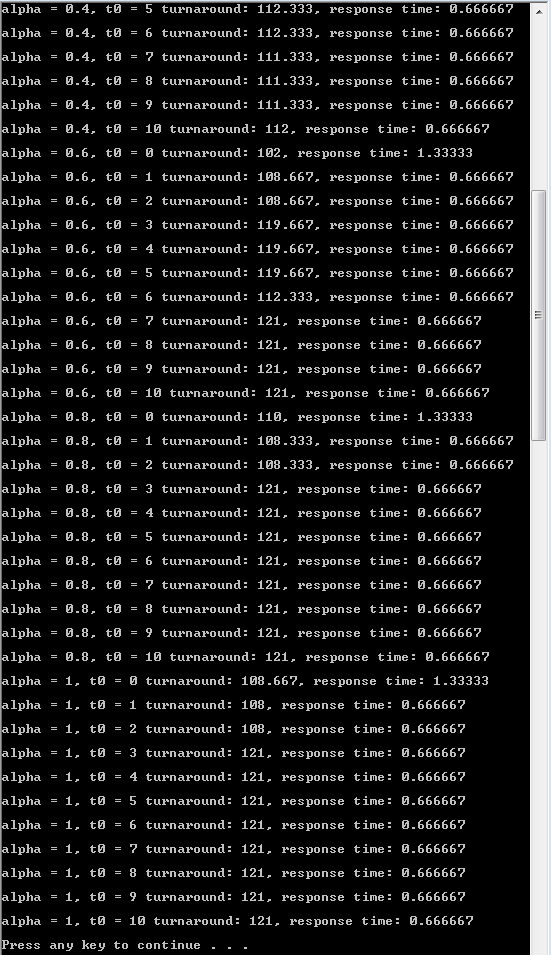 alpha = 0.4, t0 = 5 turnaround: 112.333, response time: 0.666667
alpha = 0.4, t0 = 6 turnaround: 112.333, response time: 0.666667
alpha = 0.4, t0 = 7 turnaround: 111.333, response time: 0.666667
alpha = 0.4, t0 = 8 turnaround: 111.333, response time: 0.666667
alpha = 0.4, t0 = 9 turnaround: 111.333, response time: 0.666667
alpha = 0.4, t0 = 10 turnaround: 112, response time: 0.666667
alpha = 0.6, t0 = 0 turnaround: 102, response time: 1.33333
alpha = 0.6, t0 = 1 turnaround: 108.667, response time: 0.666667
alpha = 0.6, t0 = 2 turnaround: 108.667, response time: 0.666667
alpha = 0.6, t0 = 3 turnaround: 119.667, response time: 0.666667
alpha = 0.6, t0 = 4 turnaround: 119.667, response time: 0.666667
alpha = 0.6, t0 = 5 turnaround: 119.667, response time: 0.666667
alpha = 0.6, t0 = 6 turnaround: 112.333, response time: 0.666667
alpha = 0.6, t0 = 7 turnaround: 121, response time: 0.666667
alpha = 0.6, t0 = 8 turnaround: 121, response time: 0.666667
alpha = 0.6, t0 = 9 turnaround: 121, response time: 0.666667
alpha = 0.6, t0 = 10 turnaround: 121, response time: 0.666667
alpha = 0.8, t0 = 0 turnaround: 110, response time: 1.33333
alpha = 0.8, t0 = 1 turnaround: 108.333, response time: 0.666667
alpha = 0.8, t0 = 2 turnaround: 108.333, response time: 0.666667
alpha = 0.8, t0 = 3 turnaround: 121, response time: 0.666667
alpha = 0.8, t0 = 4 turnaround: 121, response time: 0.666667
alpha = 0.8, t0 = 5 turnaround: 121, response time: 0.666667
alpha = 0.8, t0 = 6 turnaround: 121, response time: 0.666667
alpha = 0.8, t0 = 7 turnaround: 121, response time: 0.666667
alpha = 0.8, t0 = 8 turnaround: 121, response time: 0.666667
alpha = 0.8, t0 = 9 turnaround: 121, response time: 0.666667
alpha = 0.8, t0 = 10 turnaround: 121, response time: 0.666667
alpha = 1, t0 = 0 turnaround: 108.667, response time: 1.33333
alpha = 1, t0 = 1 turnaround: 108, response time: 0.666667
alpha = 1, t0 = 2 turnaround: 108, response time: 0.666667
alpha = 1, t0 = 3 turnaround: 121, response time: 0.666667
alpha = 1, t0 = 4 turnaround: 121, response time: 0.666667
alpha = 1, t0 = 5 turnaround: 121, response time: 0.666667
alpha = 1, t0 = 6 turnaround: 121, response time: 0.666667
alpha = 1, t0 = 7 turnaround: 121, response time: 0.666667
alpha = 1, t0 = 8 turnaround: 121, response time: 0.666667
alpha = 1, t0 = 9 turnaround: 121, response time: 0.666667
alpha = 1, t0 = 10 turnaround: 121, response time: 0.666667
Press any key to continue . . .